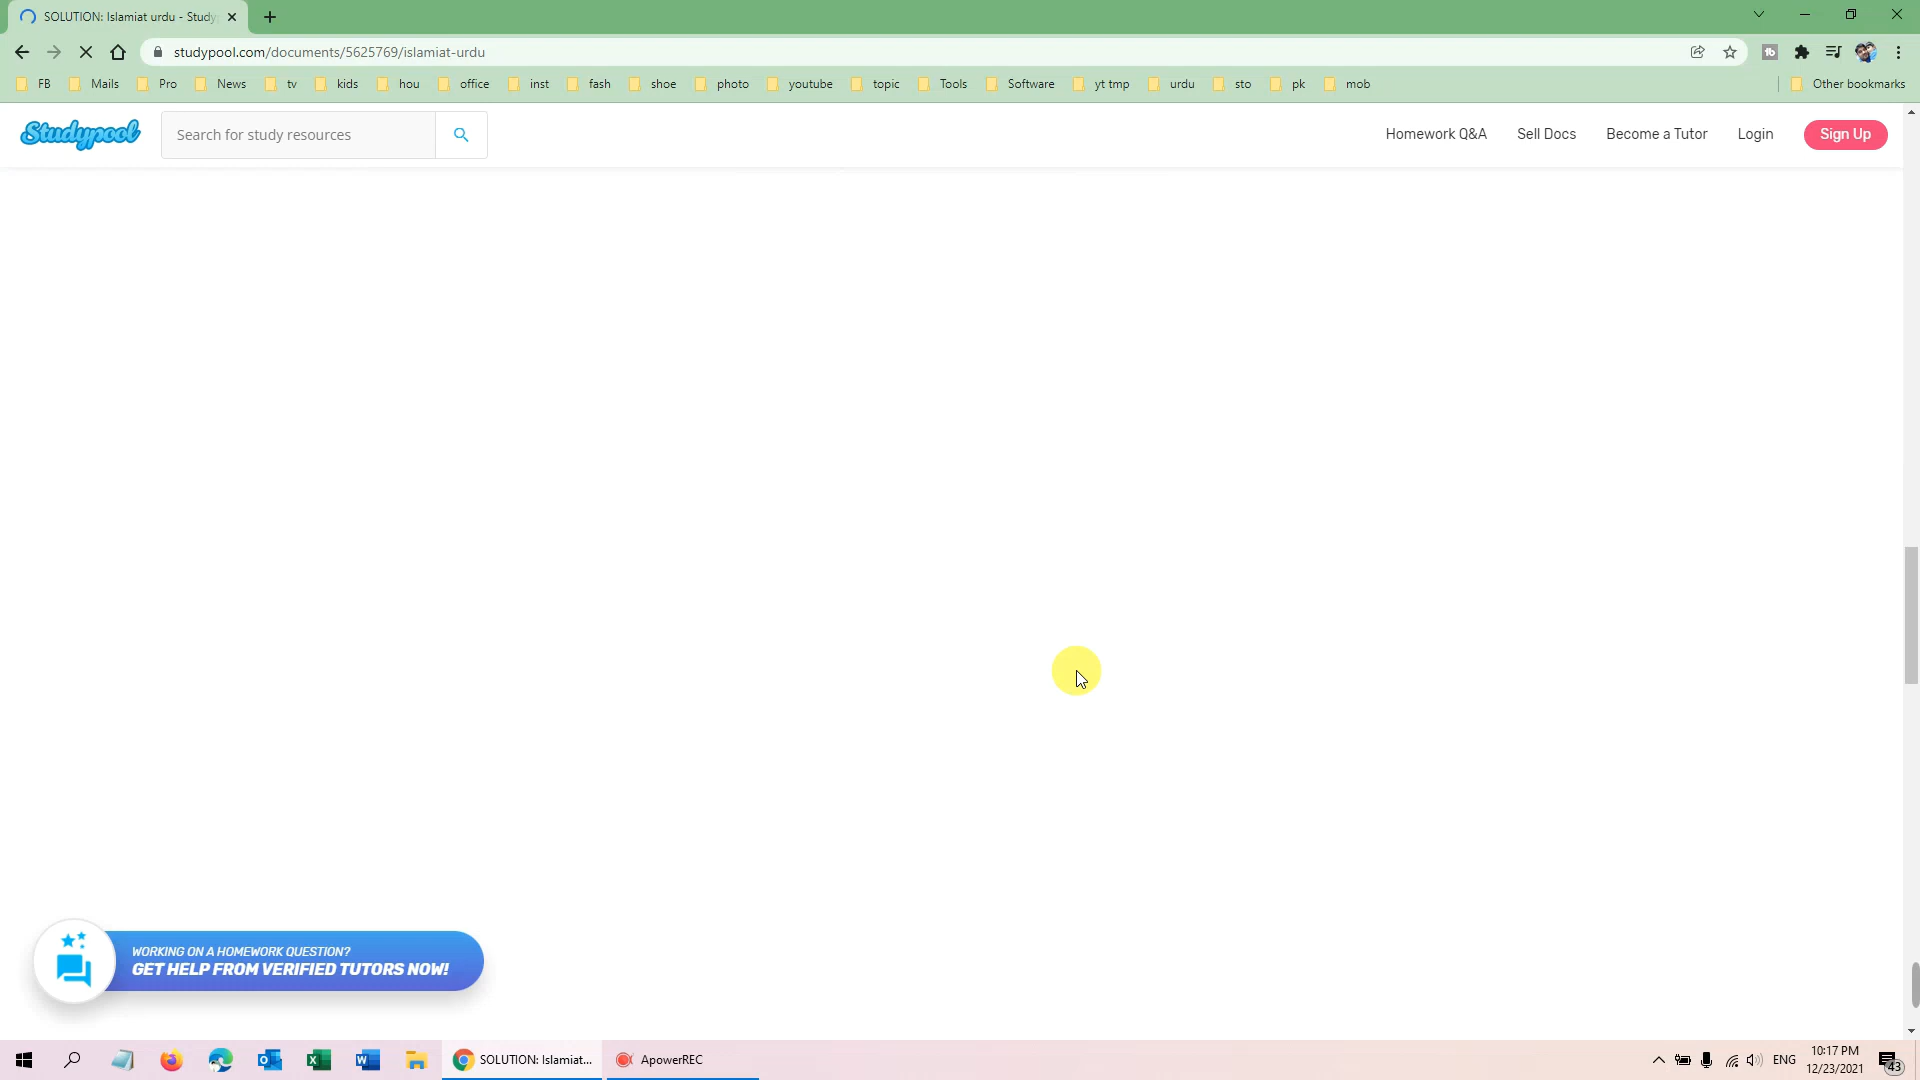 SOLUTION: Islamiat urdu - Study
studypool.com/documents/5625769/islamiat-urdu
FB Mails Pro News tv kids hou office inst fash shoe photo youtube topic Tools Software yt tmp urdu sto pk mob Other bookmarks
Studypool Search for study resources Homework Q&A Sell Docs Become a Tutor Login Sign Up
WORKING ON A HOMEWORK QUESTION?
GET HELP FROM VERIFIED TUTORS NOW!
SOLUTION: Islamiat... ApowerREC ENG 10:17 PM
12/23/2021 43